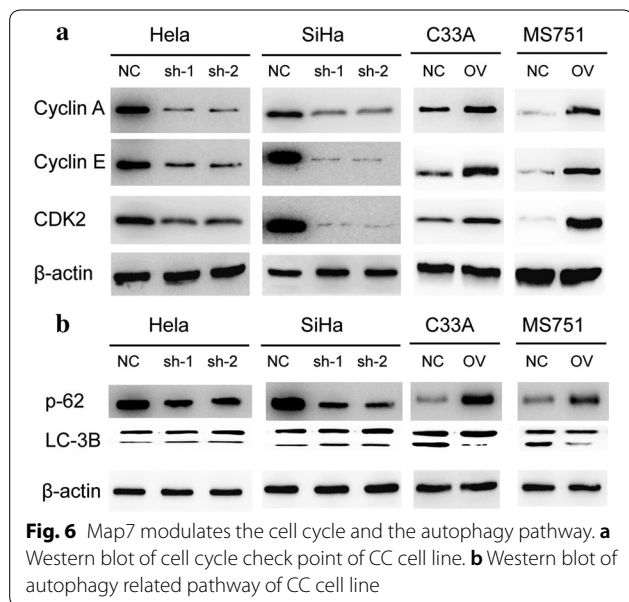 a
Hela SiHa C33A MS751
NC sh-1 sh-2 NC sh-1 sh-2 NC OV NC OV
Cyclin A
Cyclin E
CDK2
β-actin
b
Hela SiHa C33A MS751
NC sh-1 sh-2 NC sh-1 sh-2 NC OV NC OV
p-62
LC-3B
β-actin
Fig. 6 Map7 modulates the cell cycle and the autophagy pathway. a
Western blot of cell cycle check point of CC cell line. b Western blot of
autophagy related pathway of CC cell line